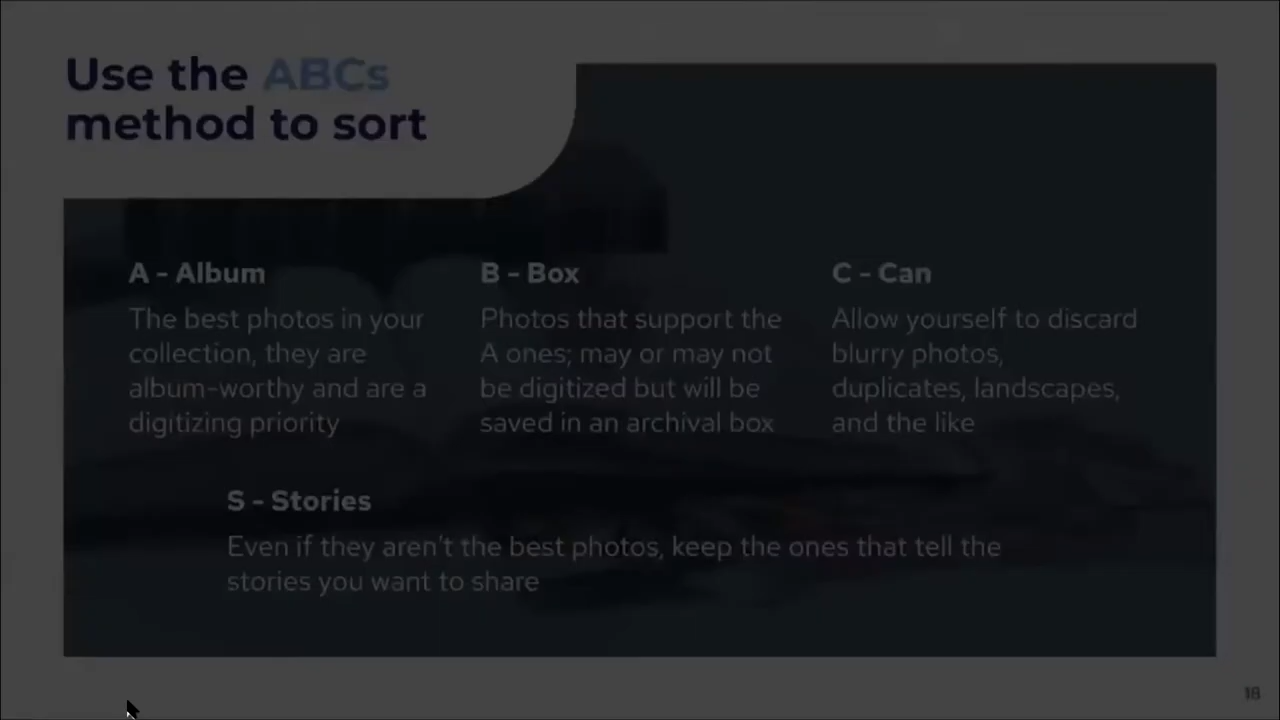 Use the ABCs
method to sort
A - Album
The best photos in your
collection, they are
album-worthy and are a
digitizing priority
B - Box
Photos that support the
A ones; may or may not
be digitized but will be
saved in an archival box
C - Can
Allow yourself to discard
blurry photos,
duplicates, landscapes,
and the like
S - Stories
Even if they aren't the best photos, keep the ones that tell the
stories you want to share
18